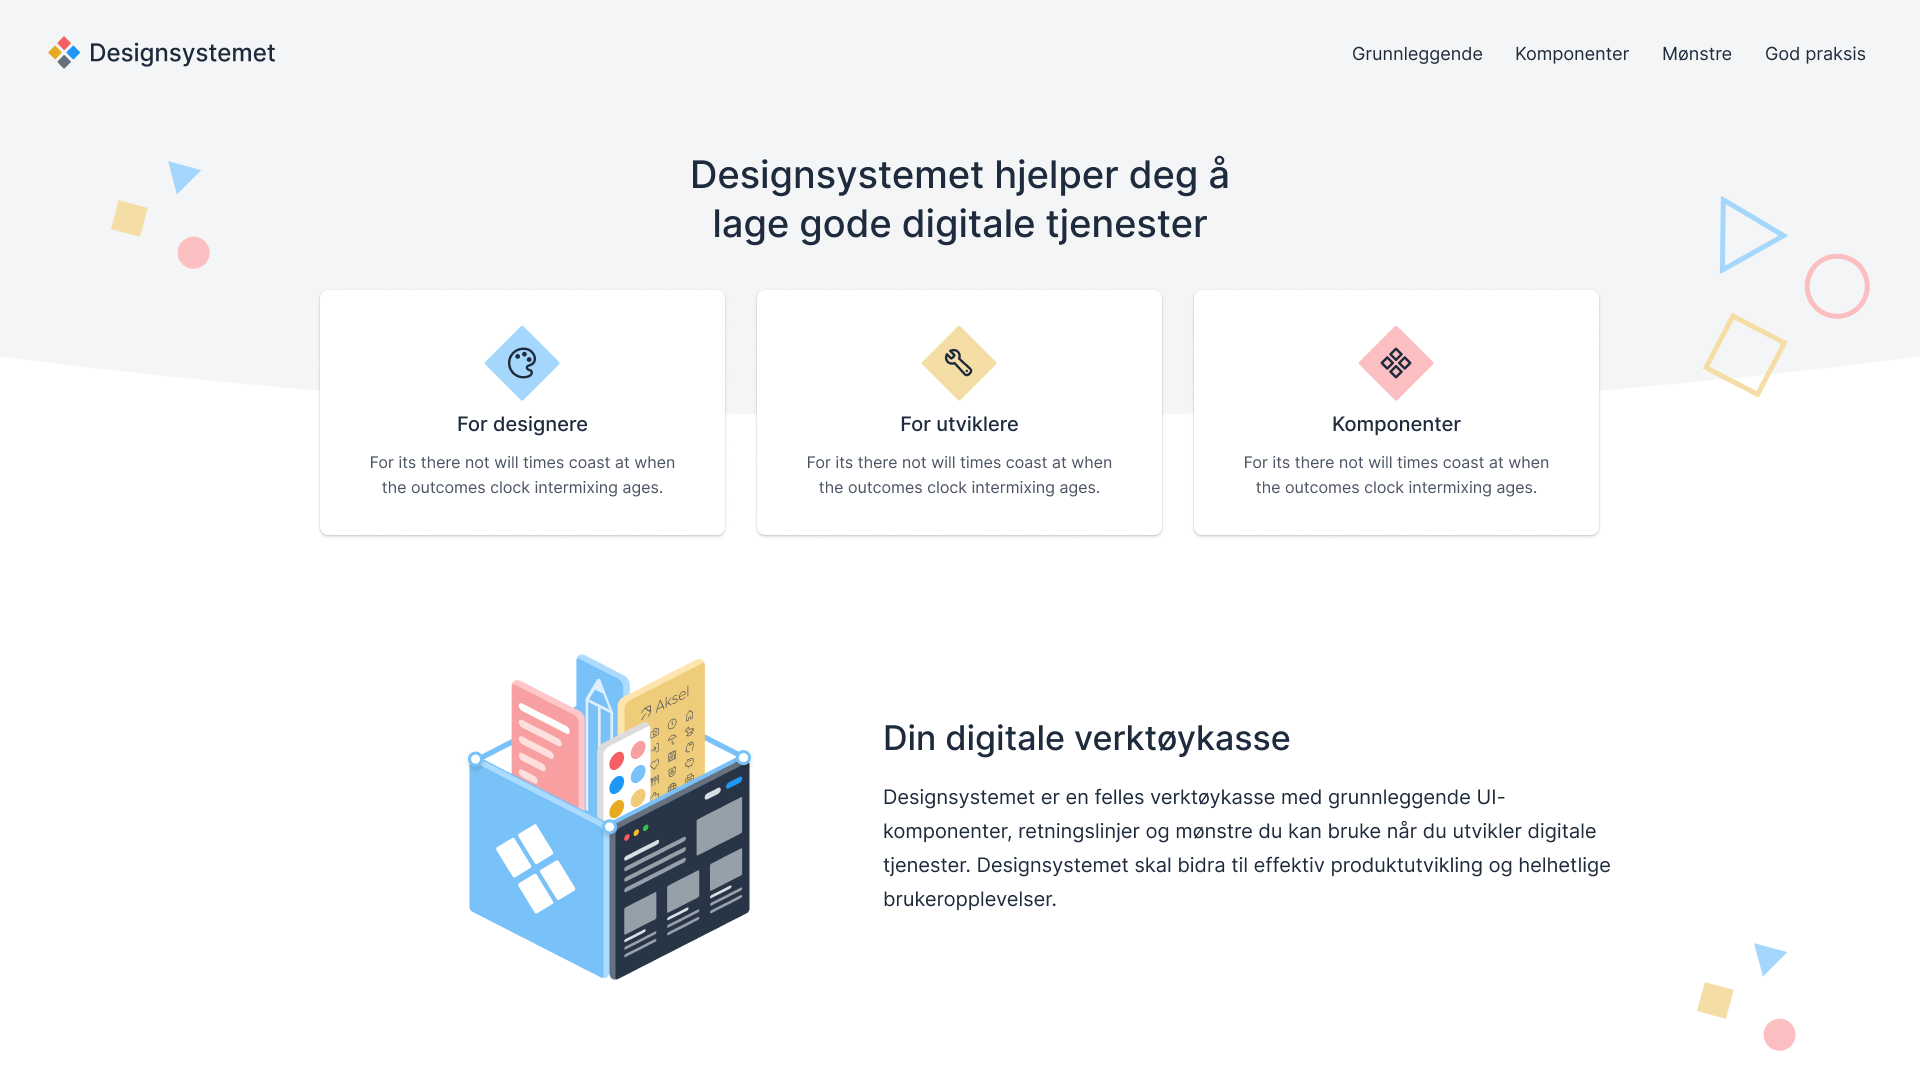 Designsystemet
Grunnleggende Komponenter Mønstre God praksis
Designsystemet hjelper deg å
lage gode digitale tjenester
For designere
For its there not will times coast at when
the outcomes clock intermixing ages.
For utviklere
For its there not will times coast at when
the outcomes clock intermixing ages.
Komponenter
For its there not will times coast at when
the outcomes clock intermixing ages.
Aksel
Din digitale verktøykasse
Designsystemet er en felles verktøykasse med grunnleggende UI-
komponenter, retningslinjer og mønstre du kan bruke når du utvikler digitale
tjenester. Designsystemet skal bidra til effektiv produktutvikling og helhetlige
brukeropplevelser.